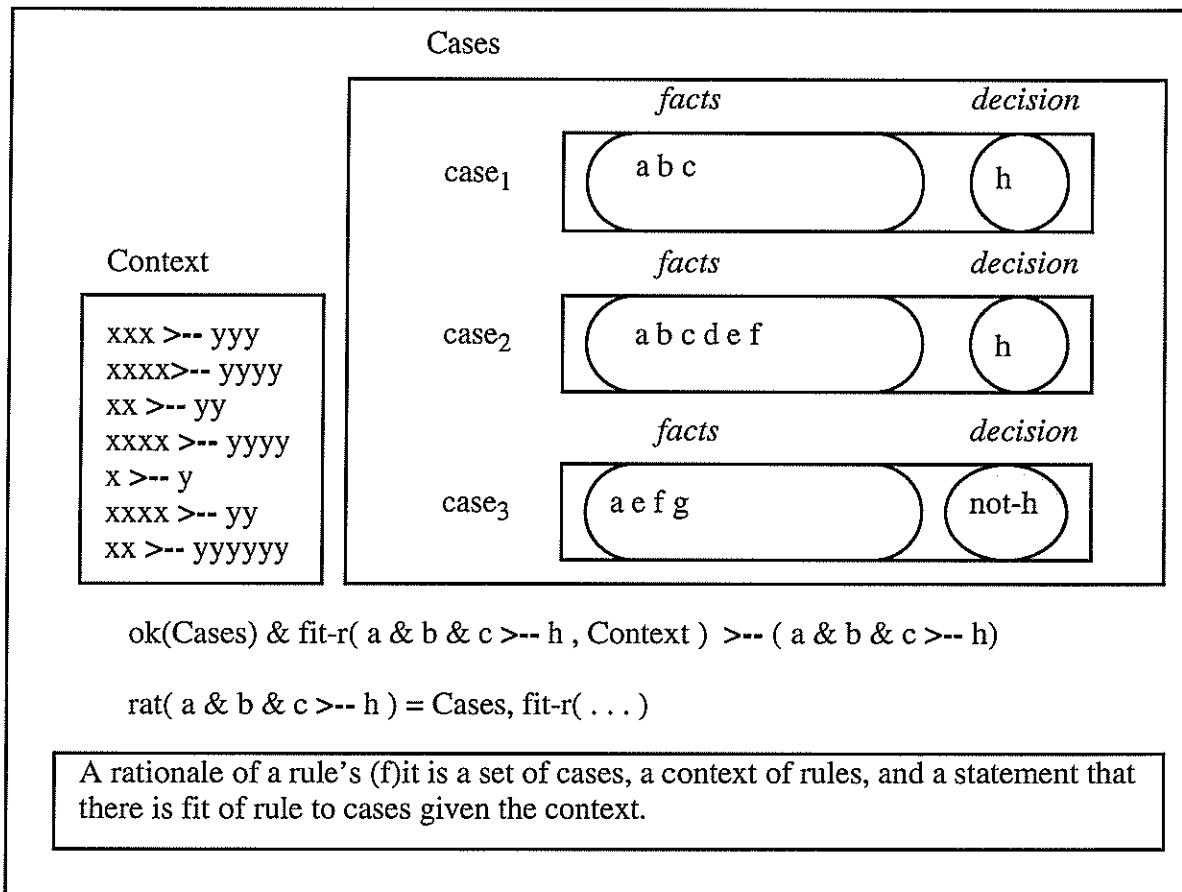 Cases
facts decision
case1 a b c h
Context
facts decision
case2 a b c d e f h
facts decision
case3 a e f g not-h
xxx >-- yyy
xxxx>-- yyyy
xx >-- yy
xxxx >-- yyyy
x >-- y
xxxx >-- yy
xx >-- yyyyyy
ok(Cases) & fit-r( a & b & c >-- h , Context ) >-- ( a & b & c >-- h)
rat( a & b & c >-- h ) = Cases, fit-r( . . . )
A rationale of a rule's (f)it is a set of cases, a context of rules, and a statement that
there is fit of rule to cases given the context.